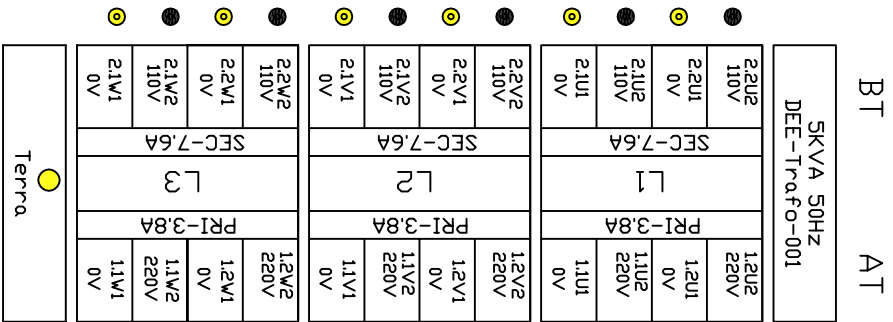 BT
AT
5KVA 50Hz
DEE-Trafo-001
2.2U2
110V
2.2U1
0V
2.1U2
110V
2.1U1
0V
SEC-7.6A
L1
PRI-3.8A
1.2U2
220V
1.2U1
0V
1.1U2
220V
1.1U1
0V
2.2V2
110V
2.2V1
0V
2.1V2
110V
2.1V1
0V
SEC-7.6A
L2
PRI-3.8A
1.2V2
220V
1.2V1
0V
1.1V2
220V
1.1V1
0V
2.2W2
110V
2.2W1
0V
2.1W2
110V
2.1W1
0V
SEC-7.6A
L3
PRI-3.8A
1.2W2
220V
1.2W1
0V
1.1W2
220V
1.1W1
0V
Terra